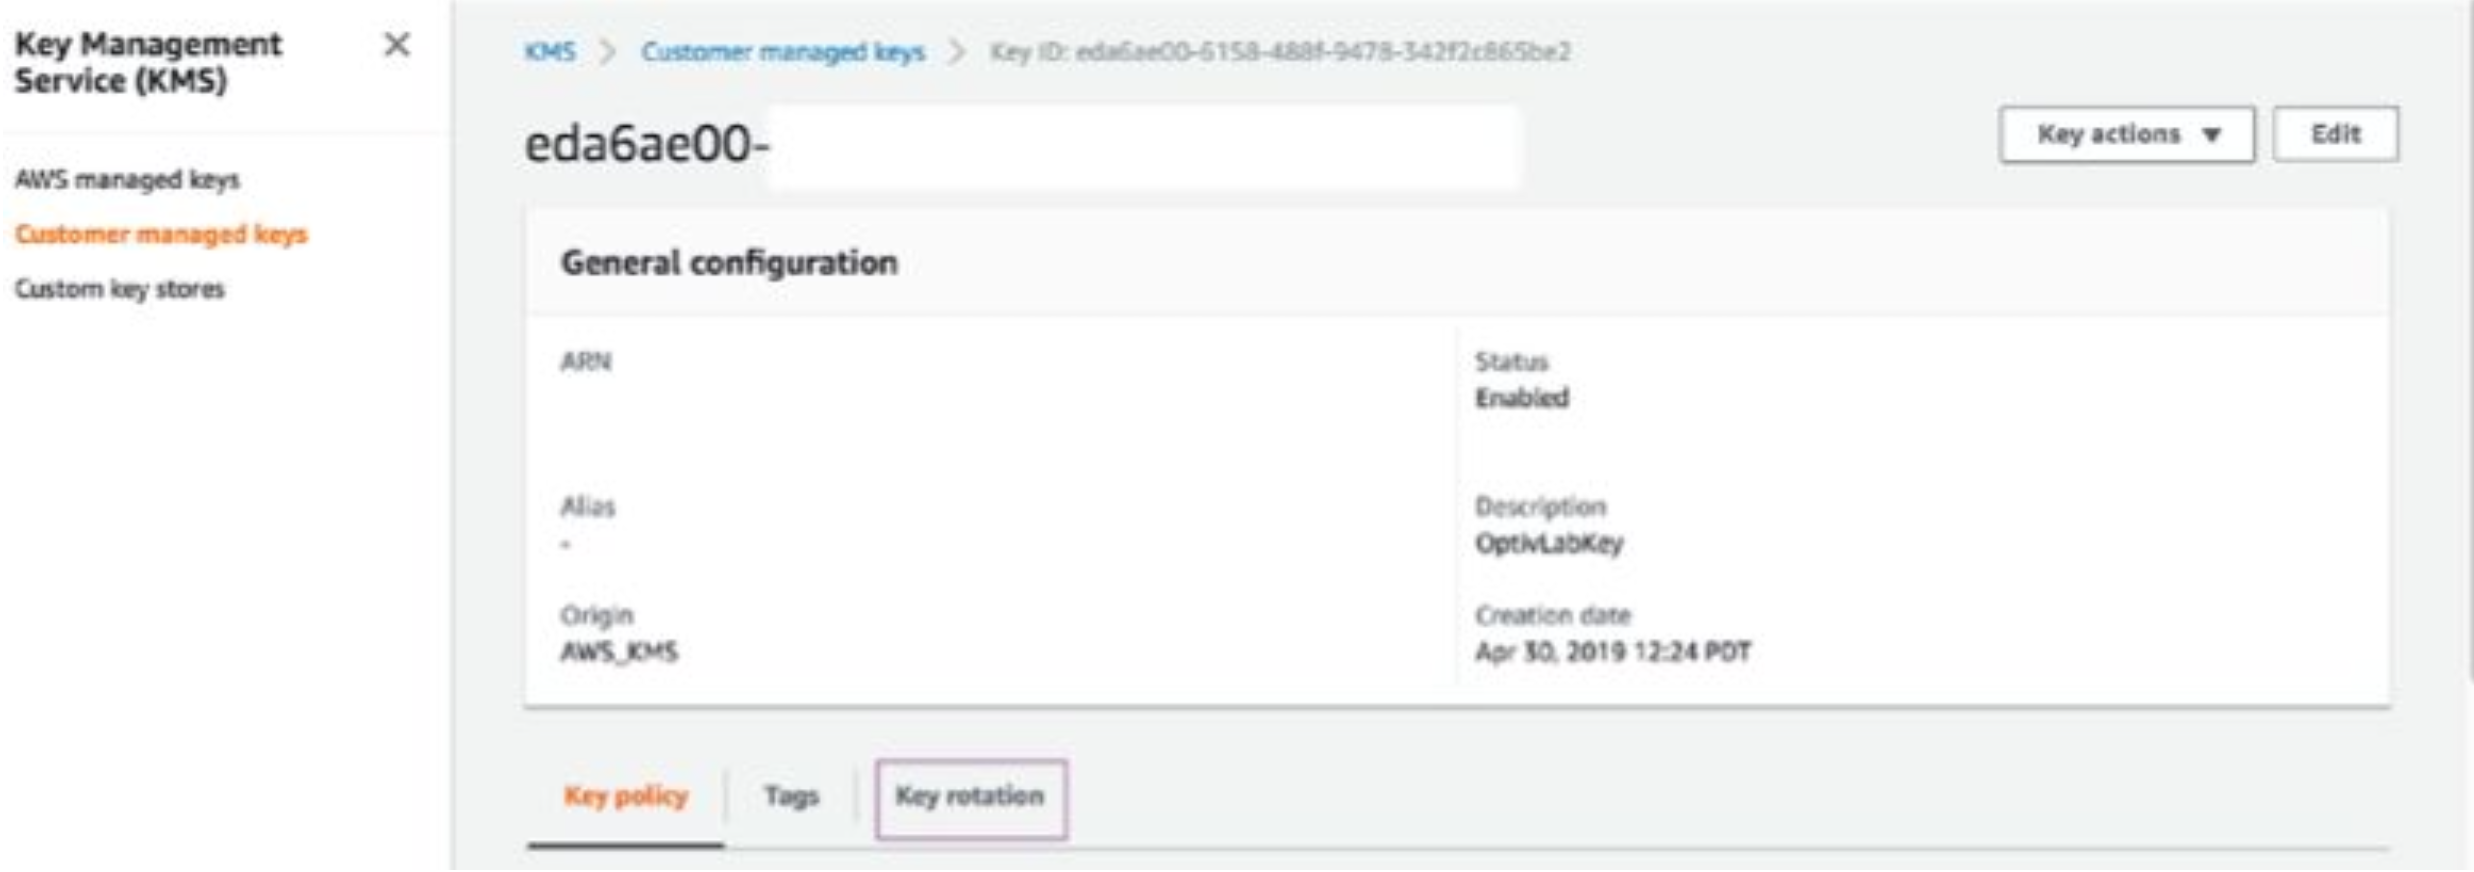 Key Management
Service (KMS)
AWS managed keys
Customer managed keys
Custom key stores
KMS > Customer managed keys > Key ID: eda6ae00-6158-488f-9478-342f2c865be2
eda6ae00-
Key actions ▼
Edit
General configuration
ARN
Status
Enabled
Alias
-
Description
OptivLabKey
Origin
AWS_KMS
Creation date
Apr 30, 2019 12:24 PDT
Key policy
Tags
Key rotation